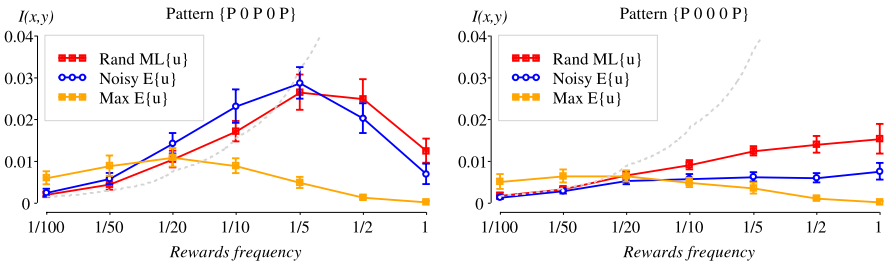 I(x,y)
Pattern {P 0 P 0 P}
0.04
0.03
0.02
0.01
0
Rand ML{u}
Noisy E{u}
Max E{u}
1/100 1/50 1/20 1/10 1/5 1/2 1
Rewards frequency
I(x,y)
Pattern {P 0 0 0 P}
0.04
0.03
0.02
0.01
0
Rand ML{u}
Noisy E{u}
Max E{u}
1/100 1/50 1/20 1/10 1/5 1/2 1
Rewards frequency